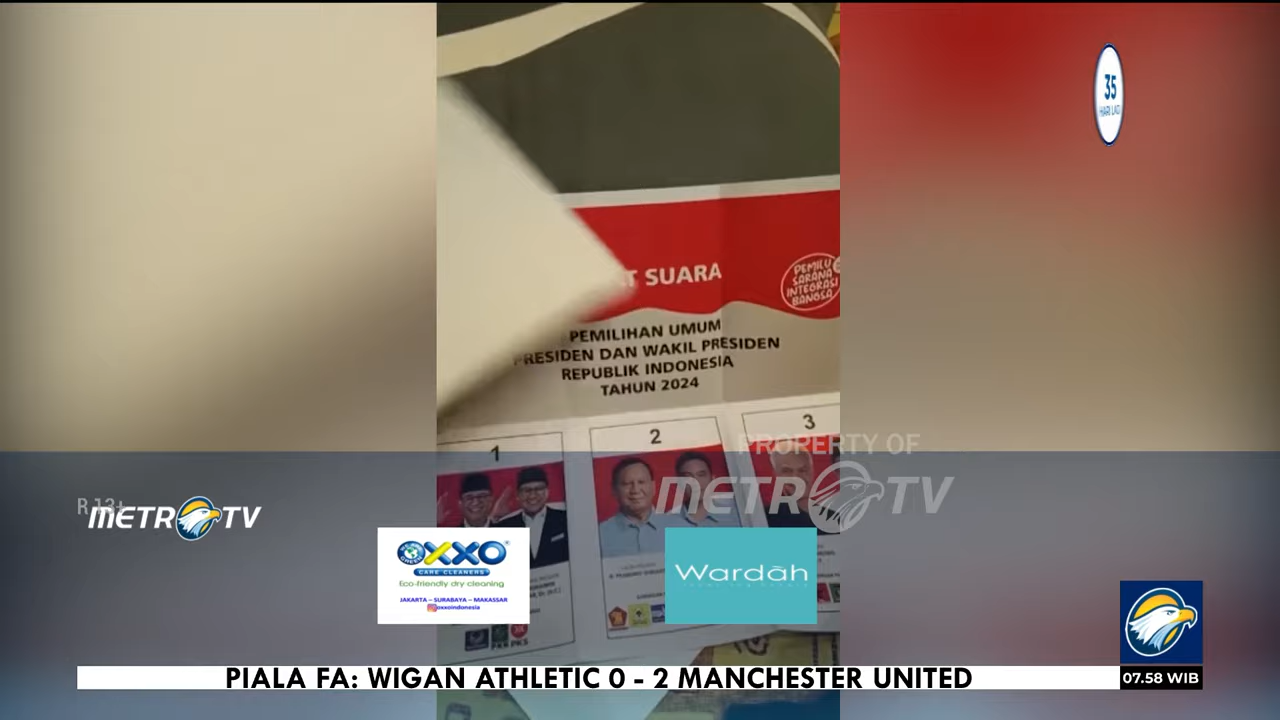 35
HARI LAGI
T SUARA
PEMILU
SARANA
INTEGRASI
BANGSA
PEMILIHAN UMUM
PRESIDEN DAN WAKIL PRESIDEN
REPUBLIK INDONESIA
TAHUN 2024
1
2
3
PROPERTY OF
METRO TV
R 13+
METRO TV
OXXO
CARE CLEANERS
Eco-friendly dry cleaning
JAKARTA – SURABAYA – MAKASSAR
oxxoindonesia
Wardah
PKB
PKS
PIALA FA: WIGAN ATHLETIC 0 - 2 MANCHESTER UNITED
07.58 WIB